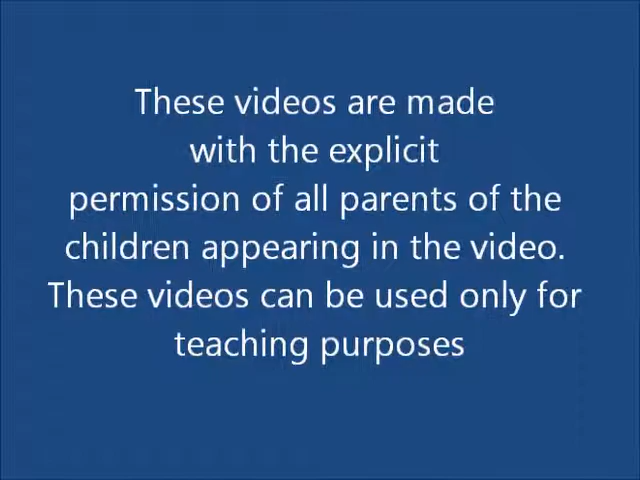 These videos are made
with the explicit
permission of all parents of the
children appearing in the video.
These videos can be used only for
teaching purposes